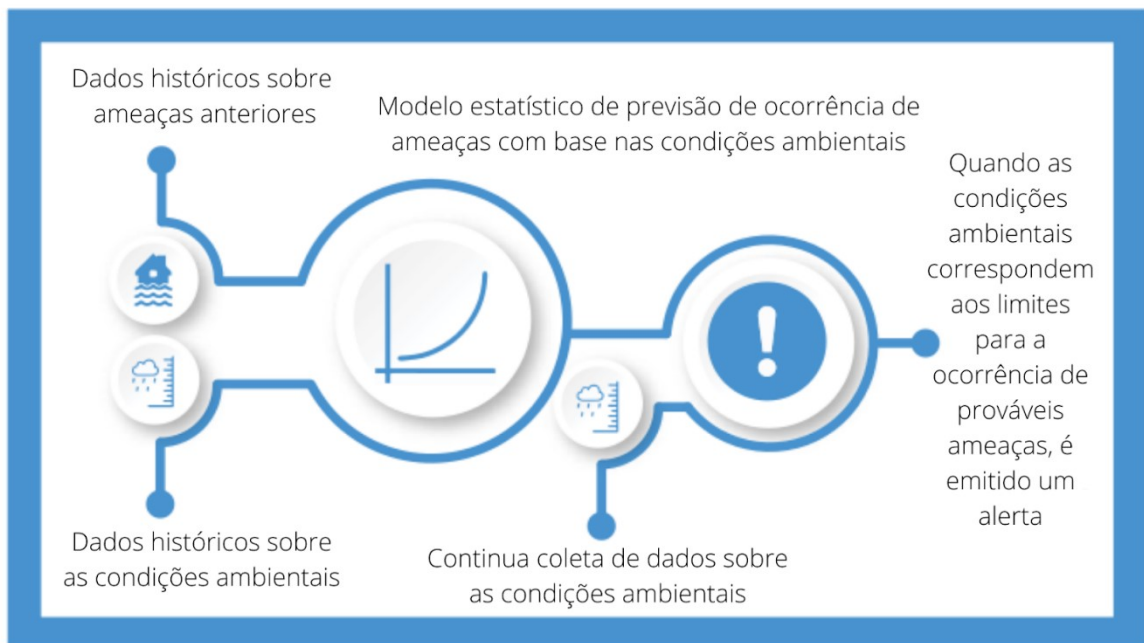 Dados históricos sobre
ameaças anteriores
Modelo estatístico de previsão de ocorrência de
ameaças com base nas condições ambientais
Quando as
condições
ambientais
correspondem
aos limites
para a
ocorrência de
prováveis
ameaças, é
emitido um
alerta
Dados históricos sobre
as condições ambientais
Continua coleta de dados sobre
as condições ambientais